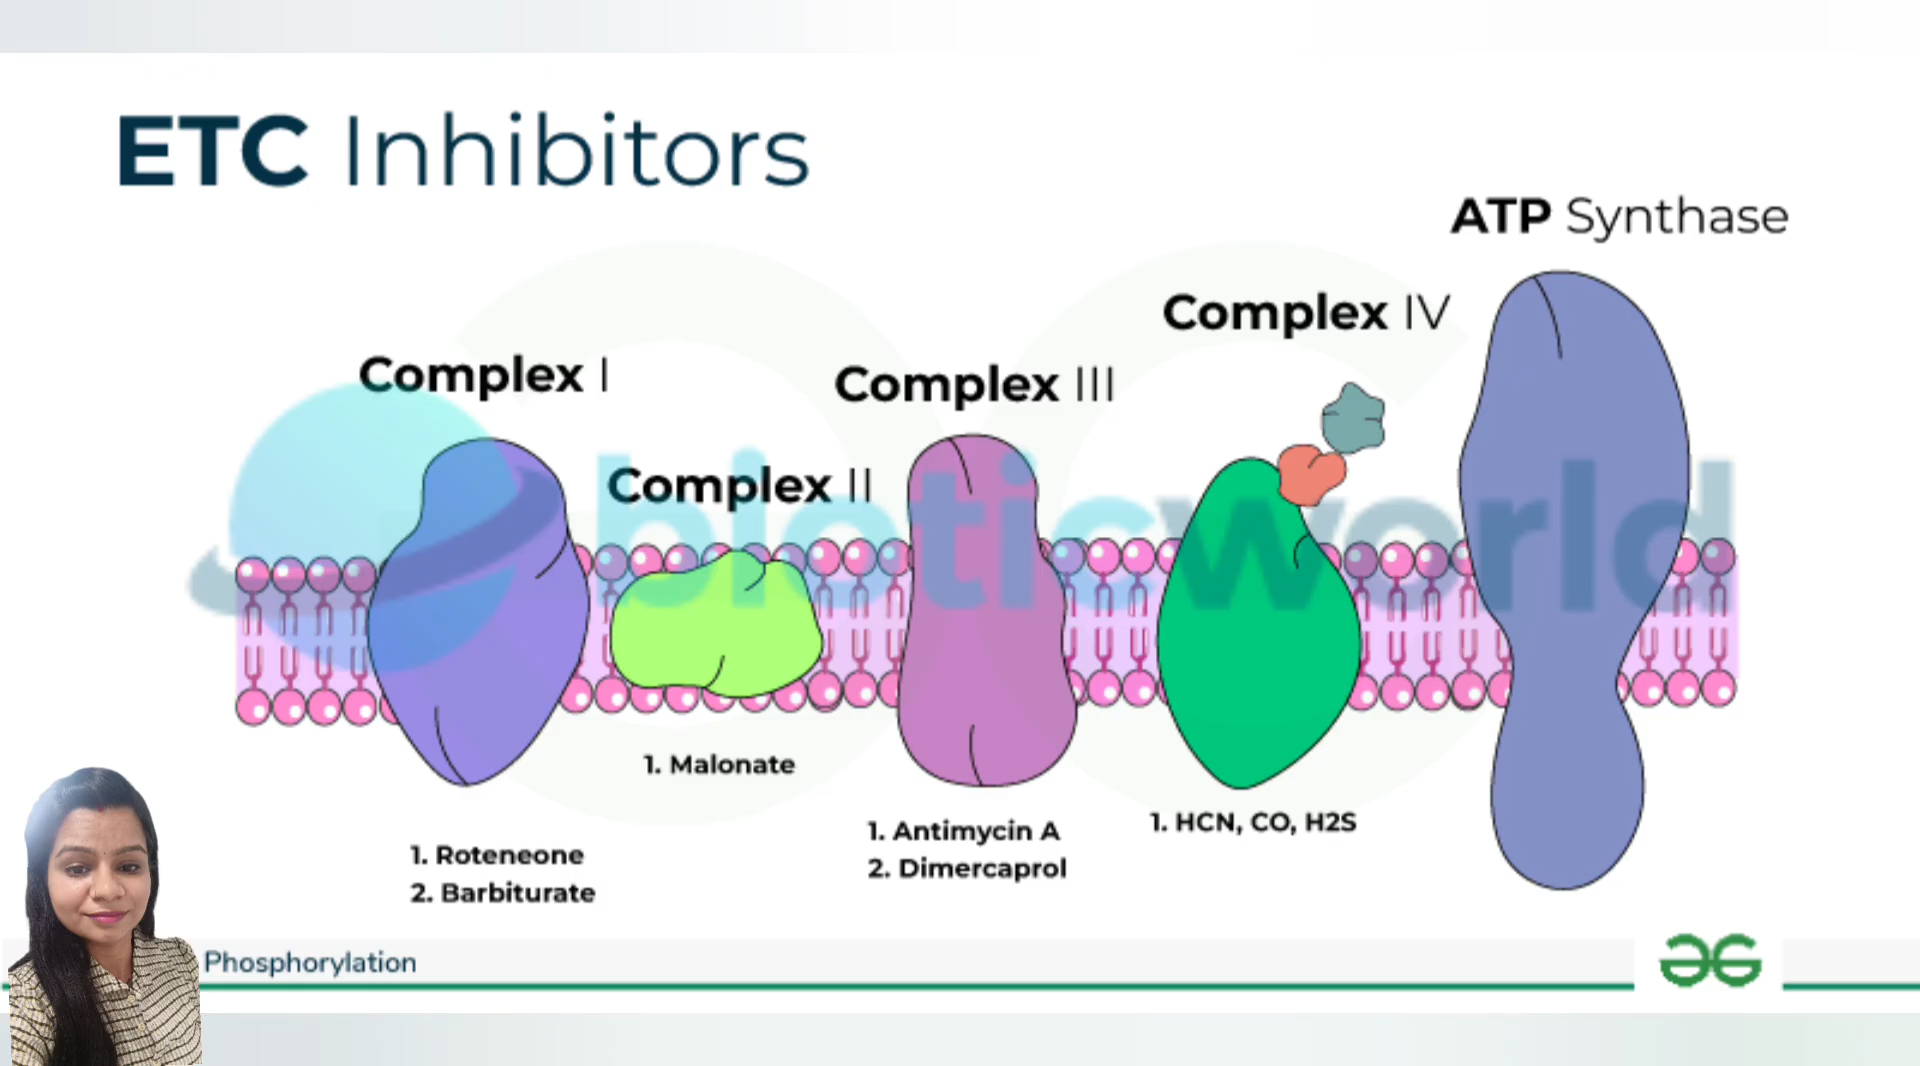 ETC Inhibitors
ATP Synthase
Complex IV
Complex I
Complex III
Complex II
bioticworld
1. Malonate
1. Roteneone
2. Barbiturate
1. Antimycin A
2. Dimercaprol
1. HCN, CO, H2S
Phosphorylation